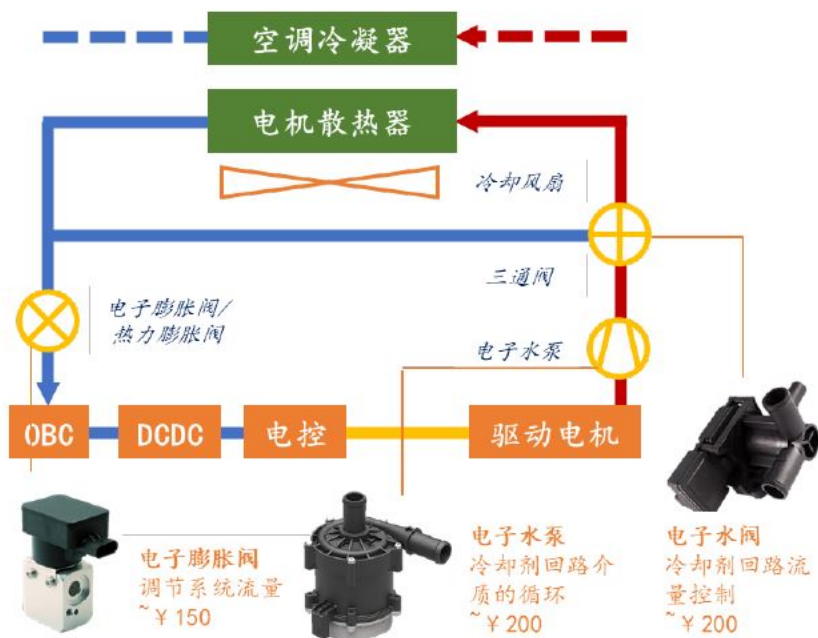 空调冷凝器
电机散热器
冷却风扇
三通阀
电子膨胀阀/
热力膨胀阀
电子水泵
OBC
DCDC
电控
驱动电机
电子膨胀阀
调节系统流量
~￥150
电子水泵
冷却剂回路介
质的循环
~￥200
电子水阀
冷却剂回路流
量控制
~￥200